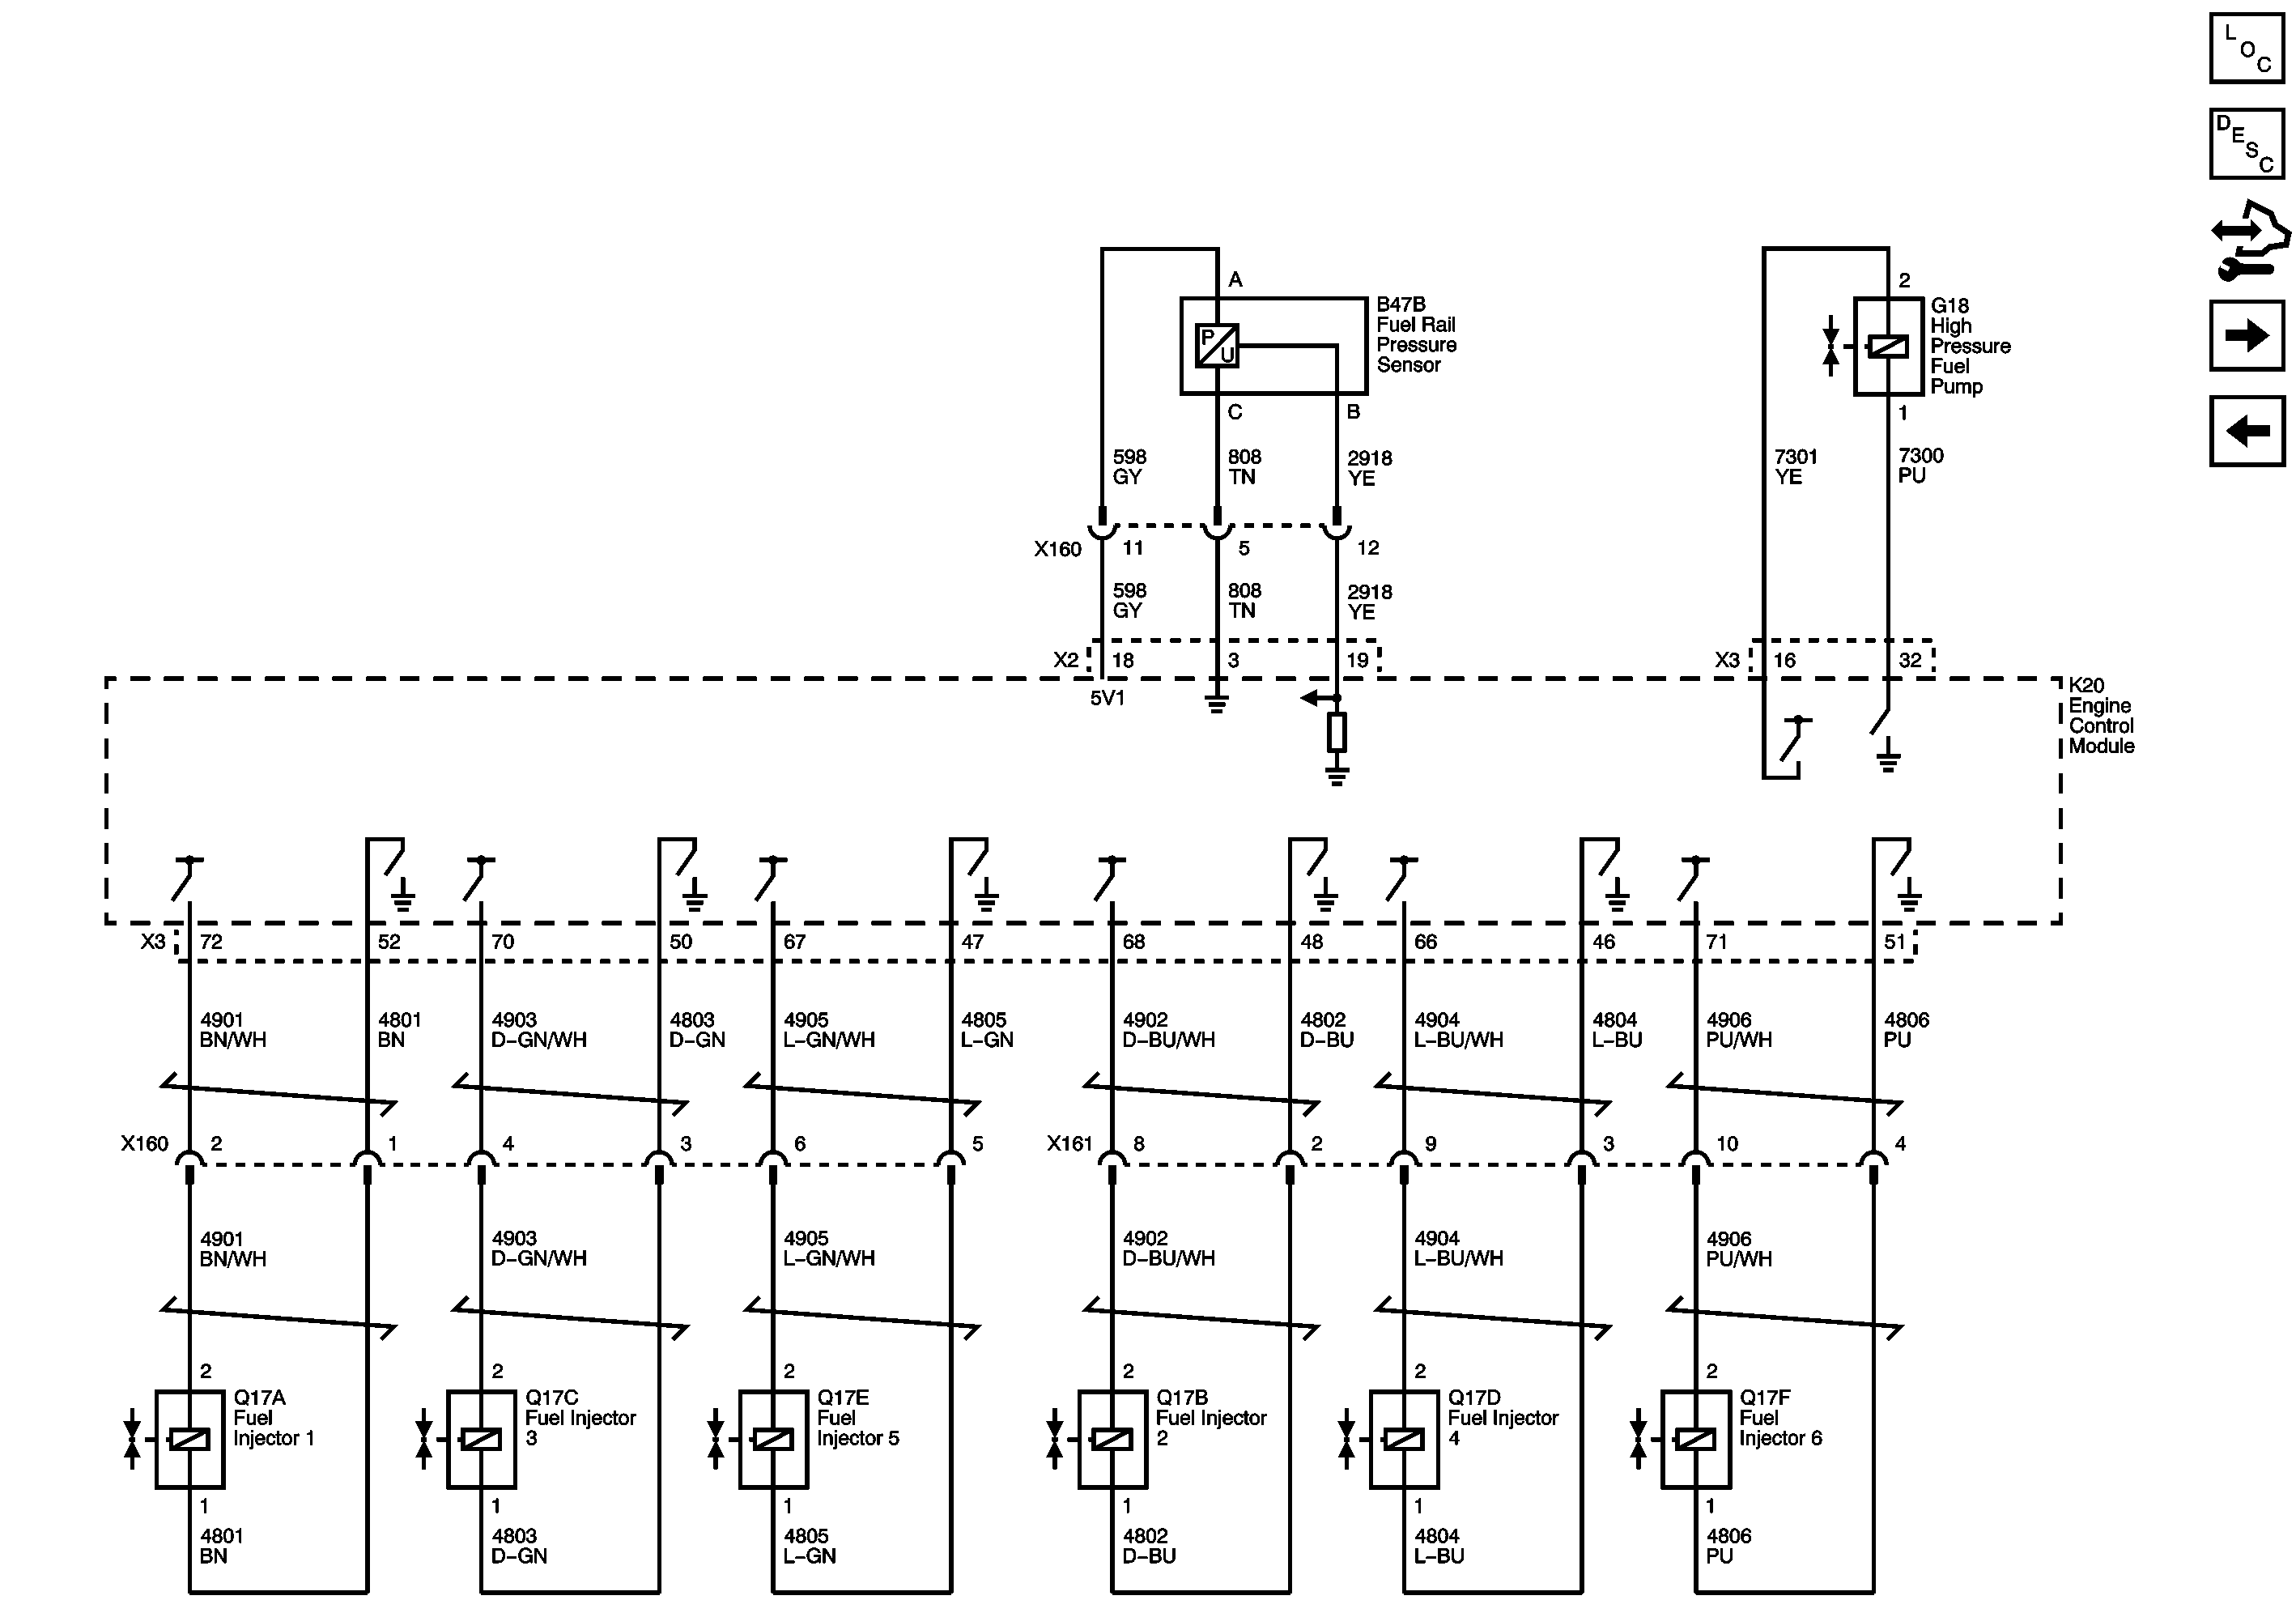 L
O
C
D
E
S
C
A
B47B
Fuel Rail
Pressure
Sensor
P
U
C
B
2
G18
High
Pressure
Fuel
Pump
1
598
GY
808
TN
2918
YE
7301
YE
7300
PU
X160
11
5
12
598
GY
808
TN
2918
YE
X2
18
3
19
X3
16
32
5V1
K20
Engine
Control
Module
X3
72
52
70
50
67
47
68
48
66
46
71
51
4901
BN/WH
4801
BN
4903
D-GN/WH
4803
D-GN
4905
L-GN/WH
4805
L-GN
4902
D-BU/WH
4802
D-BU
4904
L-BU/WH
4804
L-BU
4906
PU/WH
4806
PU
X160
2
1
4
3
6
5
X161
8
2
9
3
10
4
4901
BN/WH
4903
D-GN/WH
4905
L-GN/WH
4902
D-BU/WH
4904
L-BU/WH
4906
PU/WH
2
Q17A
Fuel
Injector 1
1
2
Q17C
Fuel Injector
3
1
2
Q17E
Fuel
Injector 5
1
2
Q17B
Fuel Injector
2
1
2
Q17D
Fuel Injector
4
1
2
Q17F
Fuel
Injector 6
1
4801
BN
4803
D-GN
4805
L-GN
4802
D-BU
4804
L-BU
4806
PU